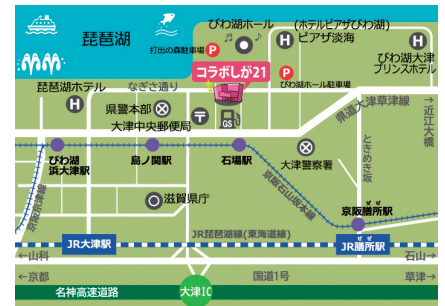 琵琶湖
びわ湖ホール
(ホテルピアザびわ湖)
ピアザ淡海
打出の森駐車場
P
H
コラボしが21
P
びわ湖ホール駐車場
びわ湖大津
プリンスホテル
H
琵琶湖ホテル
なぎさ通り
H
県警本部
大津中央郵便局
〒
GS
県道大津草津線
→近江大橋
びわ湖
浜大津駅
島ノ関駅
石場駅
大津警察署
ときめき坂
京阪石山坂本線
京阪京津線
滋賀県庁
京阪膳所駅
ぜぜ
JR大津駅
JR琵琶湖線(東海道線)
JR膳所駅
ぜぜ
←山科
石山→
←京都
国道1号
草津→
名神高速道路
大津IC